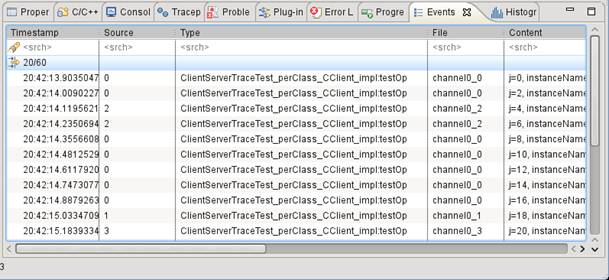 Proper C/C++ Consol Tracep Proble Plug-in Error L Progre Events Histogr
Timestamp Source Type File Content
<srch> <srch> <srch> <srch> <srch>
20/60
20:42:13.9035047 0 ClientServerTraceTest_perClass_CClient_impl:testOp channel0_0 j=0, instanceName
20:42:14.0090227 0 ClientServerTraceTest_perClass_CClient_impl:testOp channel0_0 j=2, instanceName
20:42:14.1195621 2 ClientServerTraceTest_perClass_CClient_impl:testOp channel0_2 j=4, instanceName
20:42:14.2350694 2 ClientServerTraceTest_perClass_CClient_impl:testOp channel0_2 j=6, instanceName
20:42:14.3556608 0 ClientServerTraceTest_perClass_CClient_impl:testOp channel0_0 j=8, instanceName
20:42:14.4812529 0 ClientServerTraceTest_perClass_CClient_impl:testOp channel0_0 j=10, instanceNam
20:42:14.6117920 0 ClientServerTraceTest_perClass_CClient_impl:testOp channel0_0 j=12, instanceNam
20:42:14.7473077 0 ClientServerTraceTest_perClass_CClient_impl:testOp channel0_0 j=14, instanceNam
20:42:14.8879263 0 ClientServerTraceTest_perClass_CClient_impl:testOp channel0_0 j=16, instanceNam
20:42:15.0334709 1 ClientServerTraceTest_perClass_CClient_impl:testOp channel0_1 j=18, instanceNam
20:42:15.1839334 3 ClientServerTraceTest_perClass_CClient_impl:testOp channel0_3 j=20, instanceNam
3